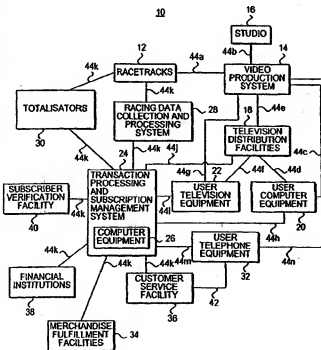 10
16
STUDIO
44b
44k
12
44a
14
RACETRACKS
VIDEO
PRODUCTION
SYSTEM
TOTALISATORS
30
44k
28
RACING DATA
COLLECTION AND
PROCESSING SYSTEM
18
44e
TELEVISION
DISTRIBUTION
FACILITIES
44k
24
44k
44j
44c
TRANSACTION
PROCESSING
AND
SUBSCRIPTION
MANAGEMENT
SYSTEM
44g
22
44f
44d
SUBSCRIBER
VERIFICATION
FACILITY
40
44k
44i
USER
TELEVISION
EQUIPMENT
USER
COMPUTER
EQUIPMENT
20
COMPUTER
EQUIPMENT
26
44h
44k
44k
44m
USER
TELEPHONE
EQUIPMENT
32
44n
FINANCIAL
INSTITUTIONS
38
44k
CUSTOMER
SERVICE
FACILITY
36
42
MERCHANDISE
FULFILLMENT
FACILITIES
34